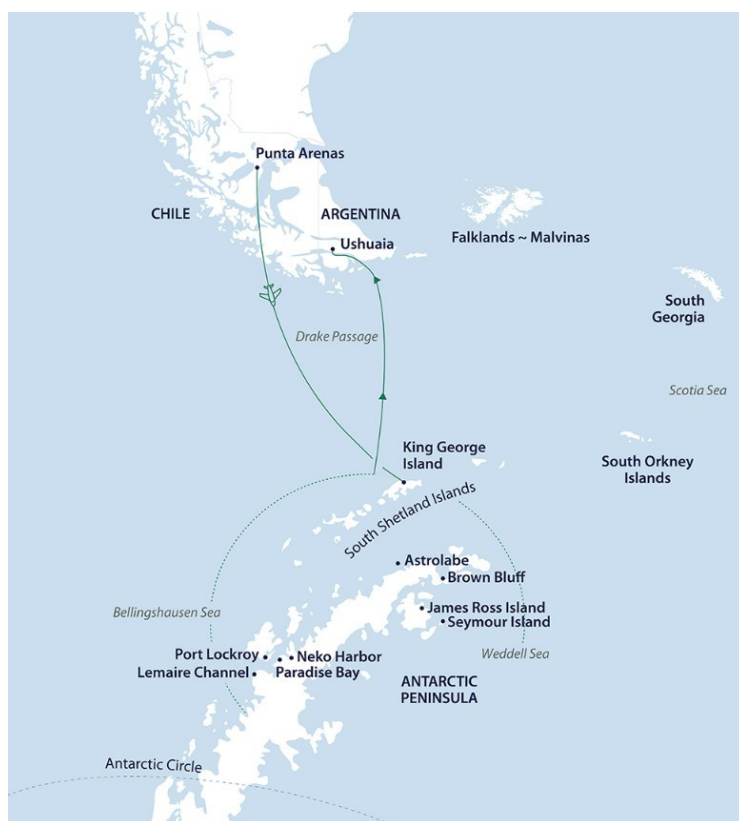 Punta Arenas
CHILE
ARGENTINA
Ushuaia
Falklands ~ Malvinas
South
Georgia
Drake Passage
Scotia Sea
King George
Island
South Orkney
Islands
South Shetland Islands
Astrolabe
Brown Bluff
James Ross Island
Seymour Island
Bellingshausen Sea
Weddell Sea
Port Lockroy
Neko Harbor
Lemaire Channel
Paradise Bay
ANTARCTIC
PENINSULA
Antarctic Circle